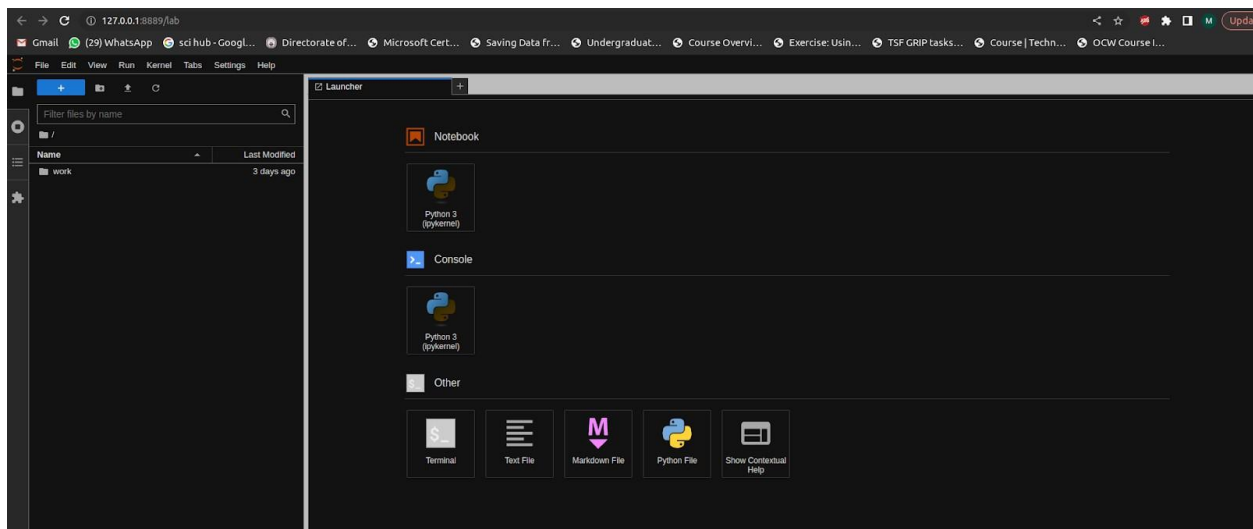 127.0.0.1:8889/lab
M
Upda
Gmail (29) WhatsApp sci hub - Googl... Directorate of... Microsoft Cert... Saving Data fr... Undergraduat... Course Overvi... Exercise: Usin... TSF GRIP tasks... Course | Techn... OCW Course I...
File Edit View Run Kernel Tabs Settings Help
+ Launcher +
Filter files by name
/
Name Last Modified
work 3 days ago
Notebook
Python 3
(ipykernel)
>_ Console
Python 3
(ipykernel)
$_ Other
$_ M
Terminal Text File Markdown File Python File Show Contextual
Help